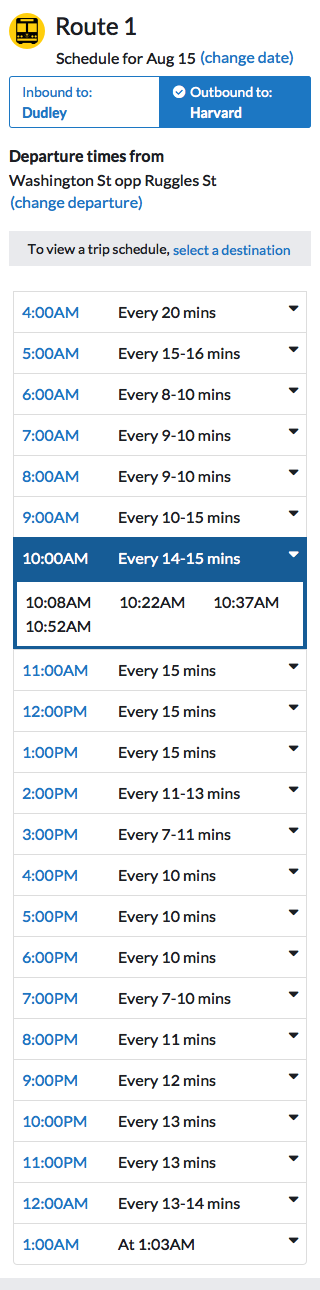 Route 1
Schedule for Aug 15 (change date)
Inbound to:
Dudley
Outbound to:
Harvard
Departure times from
Washington St opp Ruggles St
(change departure)
To view a trip schedule, select a destination
4:00AM Every 20 mins
5:00AM Every 15-16 mins
6:00AM Every 8-10 mins
7:00AM Every 9-10 mins
8:00AM Every 9-10 mins
9:00AM Every 10-15 mins
10:00AM Every 14-15 mins
10:08AM 10:22AM 10:37AM
10:52AM
11:00AM Every 15 mins
12:00PM Every 15 mins
1:00PM Every 15 mins
2:00PM Every 11-13 mins
3:00PM Every 7-11 mins
4:00PM Every 10 mins
5:00PM Every 10 mins
6:00PM Every 10 mins
7:00PM Every 7-10 mins
8:00PM Every 11 mins
9:00PM Every 12 mins
10:00PM Every 13 mins
11:00PM Every 13 mins
12:00AM Every 13-14 mins
1:00AM At 1:03AM